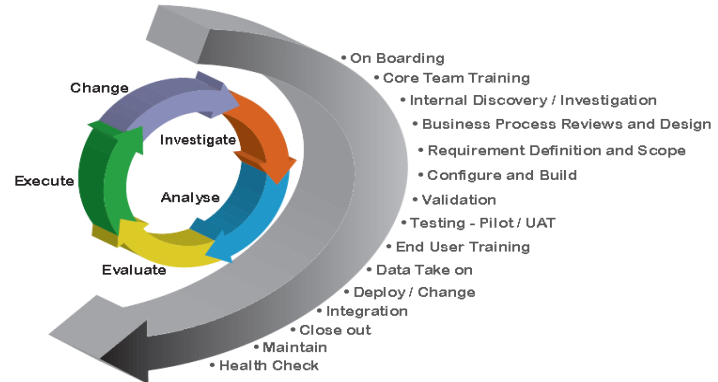 Change
Investigate
Execute
Analyse
Evaluate
• On Boarding
• Core Team Training
• Internal Discovery / Investigation
• Business Process Reviews and Design
• Requirement Definition and Scope
• Configure and Build
• Validation
• Testing - Pilot / UAT
• End User Training
• Data Take on
• Deploy / Change
• Integration
• Close out
• Maintain
• Health Check